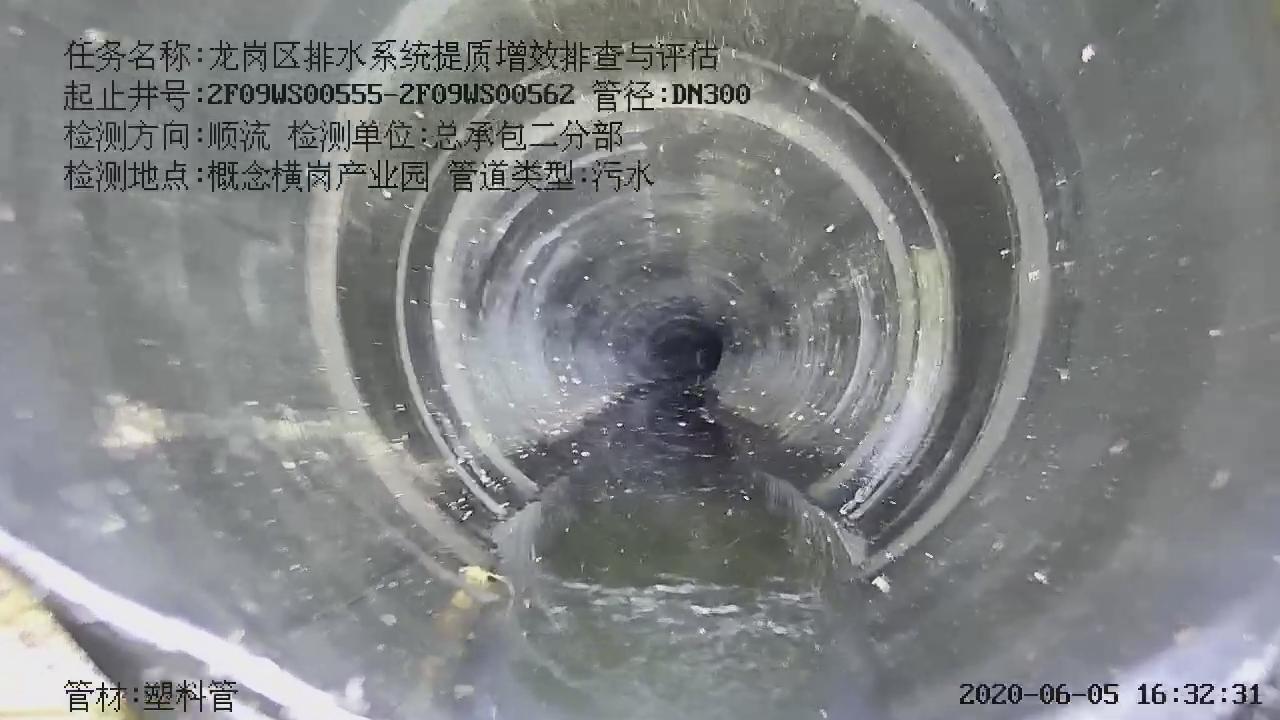 任务名称:龙岗区排水系统提质增效排查与评估
起止井号:2F09WS00555-2F09WS00562 管径:DN300
检测方向:顺流 检测单位:总承包二分部
检测地点:概念横岗产业园 管道类型:污水
管材:塑料管
2020-06-05 16:32:31